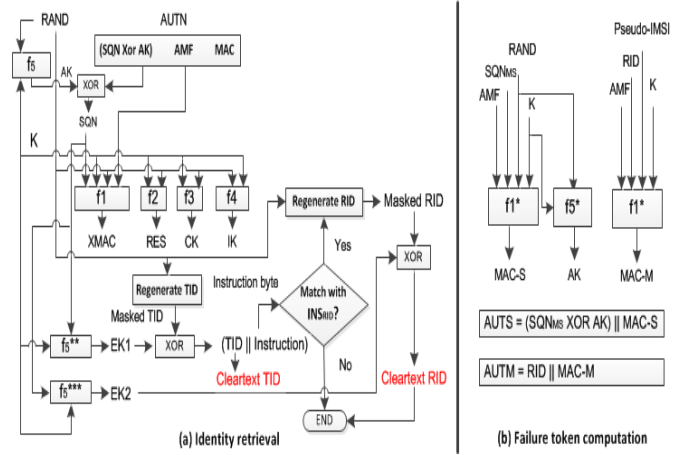 RAND
AUTN
(SQN Xor AK) AMF MAC
f5
AK
XOR
SQN
K
f1
f2
f3
f4
XMAC
RES
CK
IK
Regenerate RID
Masked RID
XOR
Yes
Regenerate TID
Instruction byte
Match with
INSRID?
Masked TID
f5**
EK1
XOR
(TID || Instruction)
No
Cleartext TID
Cleartext RID
f5***
EK2
END
(a) Identity retrieval
Pseudo-IMSI
RAND
RID
SQNMS
K
AMF
K
AMF
f1*
f5*
f1*
MAC-S
AK
MAC-M
AUTS = (SQNMS XOR AK) || MAC-S
AUTM = RID || MAC-M
(b) Failure token computation